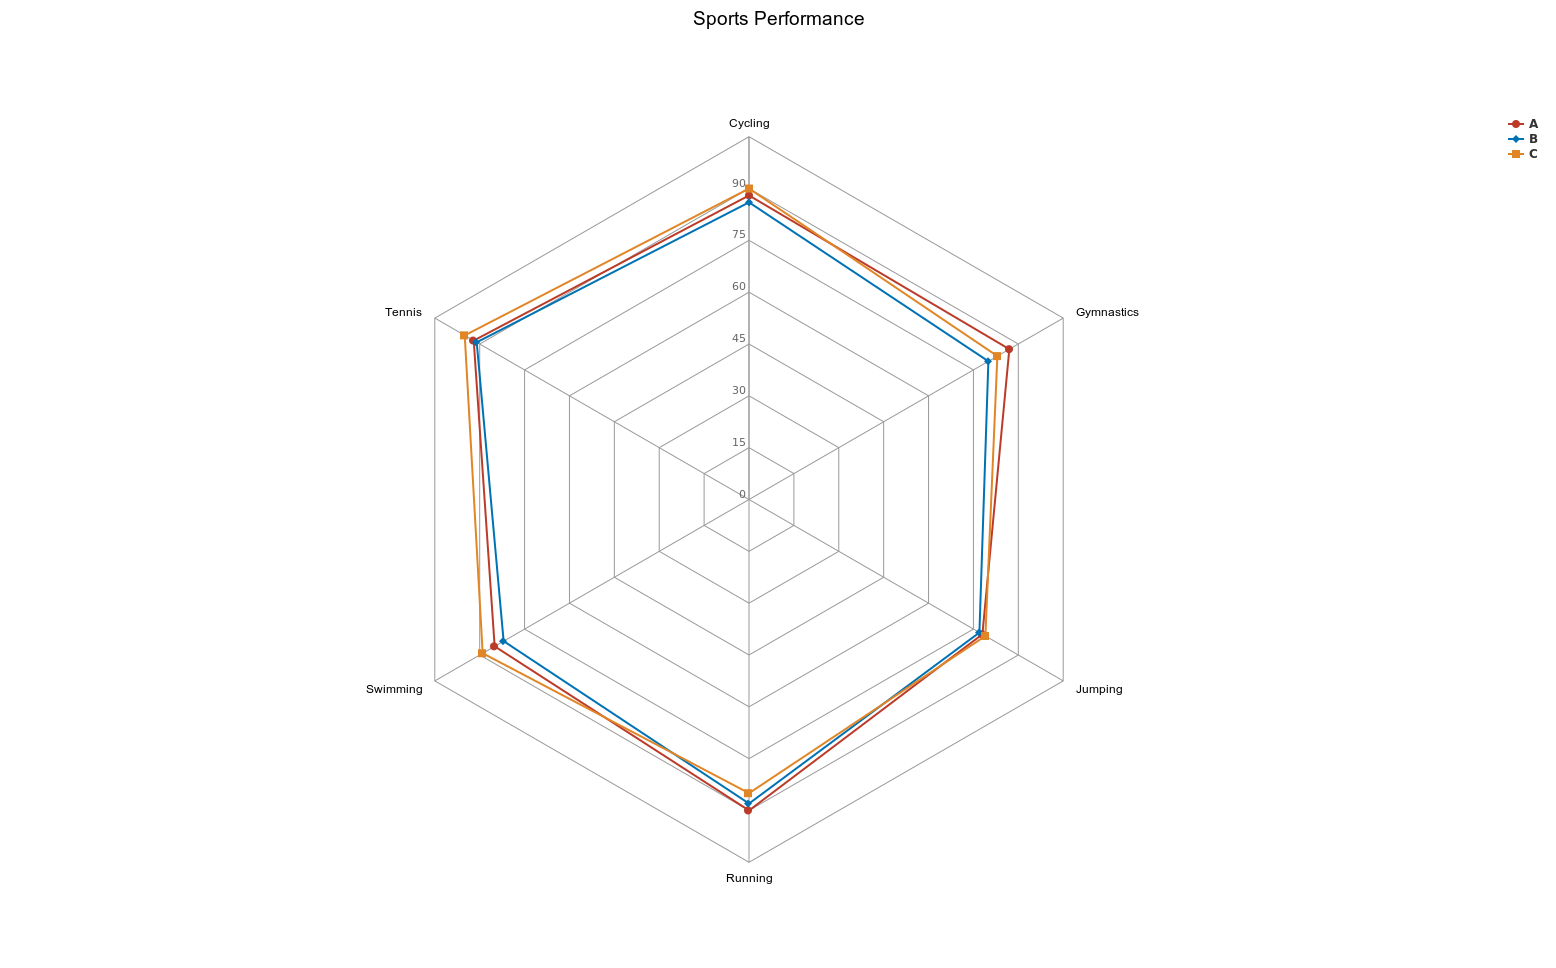 Sports Performance
Cycling
A
B
C
90
75
60
45
30
15
0
Tennis
Gymnastics
Swimming
Jumping
Running